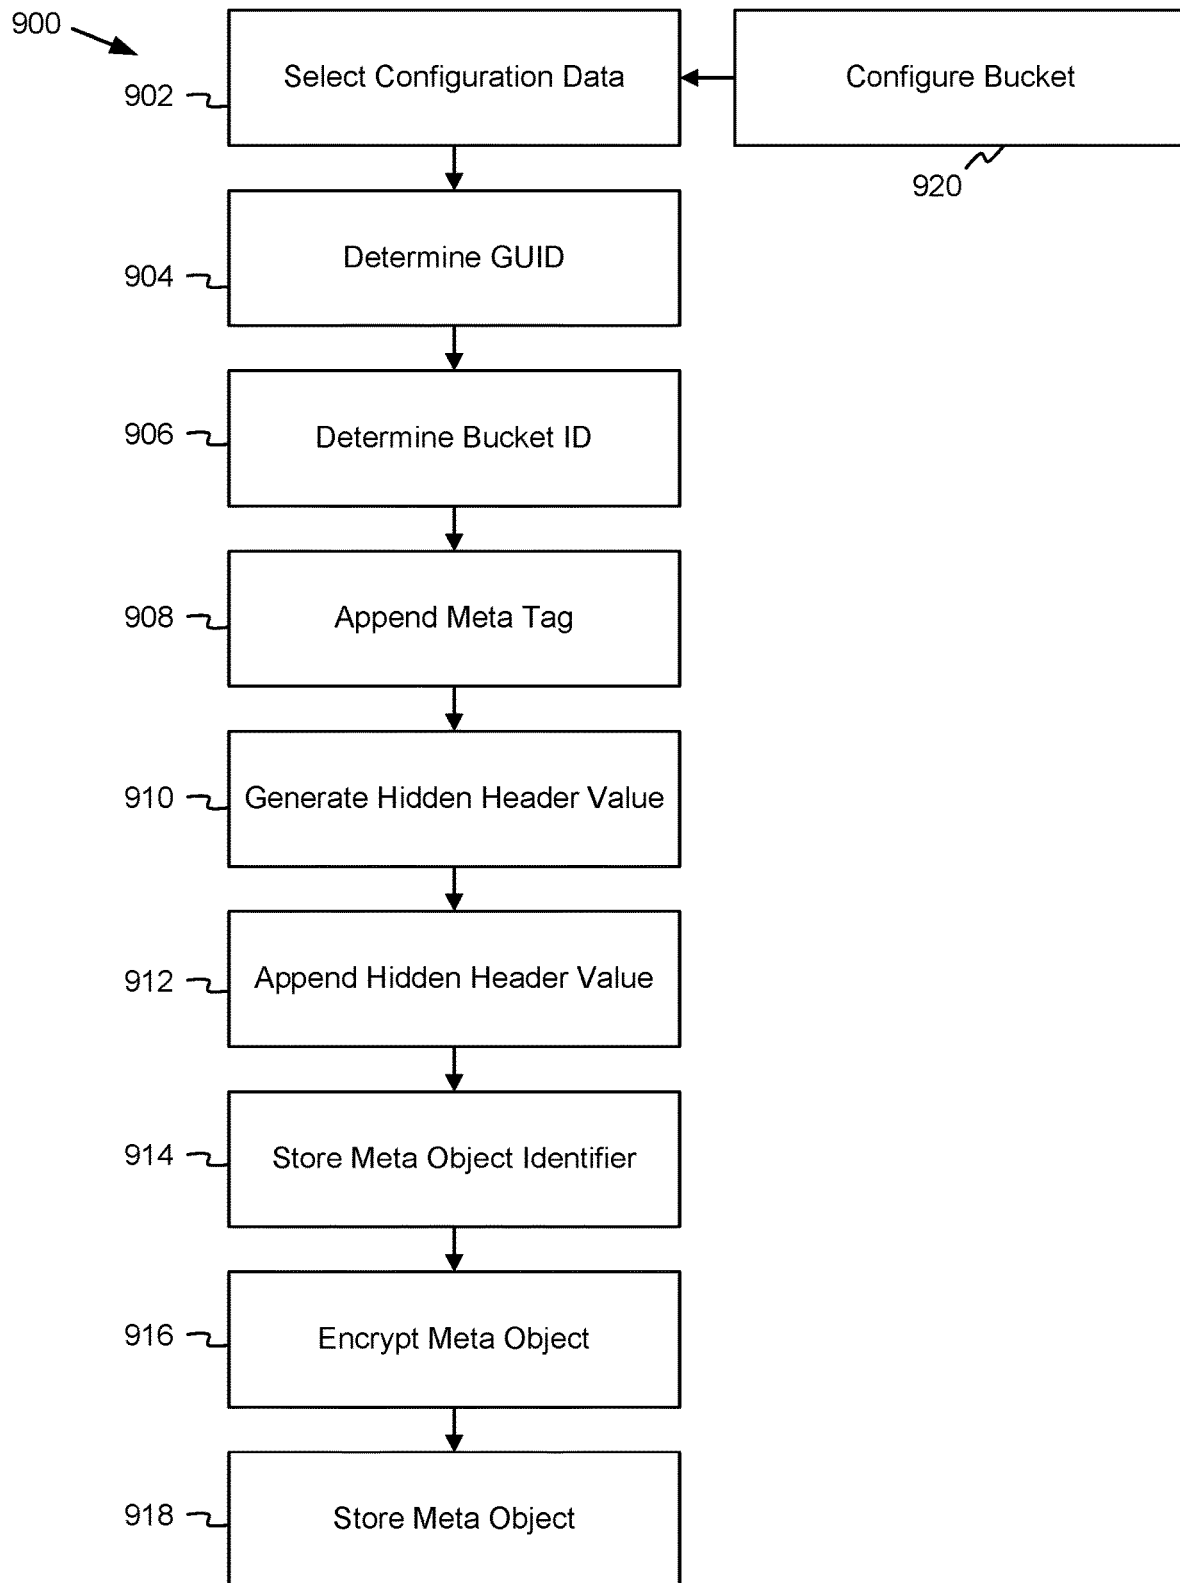 900
902
Select Configuration Data
Configure Bucket
920
904
Determine GUID
906
Determine Bucket ID
908
Append Meta Tag
910
Generate Hidden Header Value
912
Append Hidden Header Value
914
Store Meta Object Identifier
916
Encrypt Meta Object
918
Store Meta Object